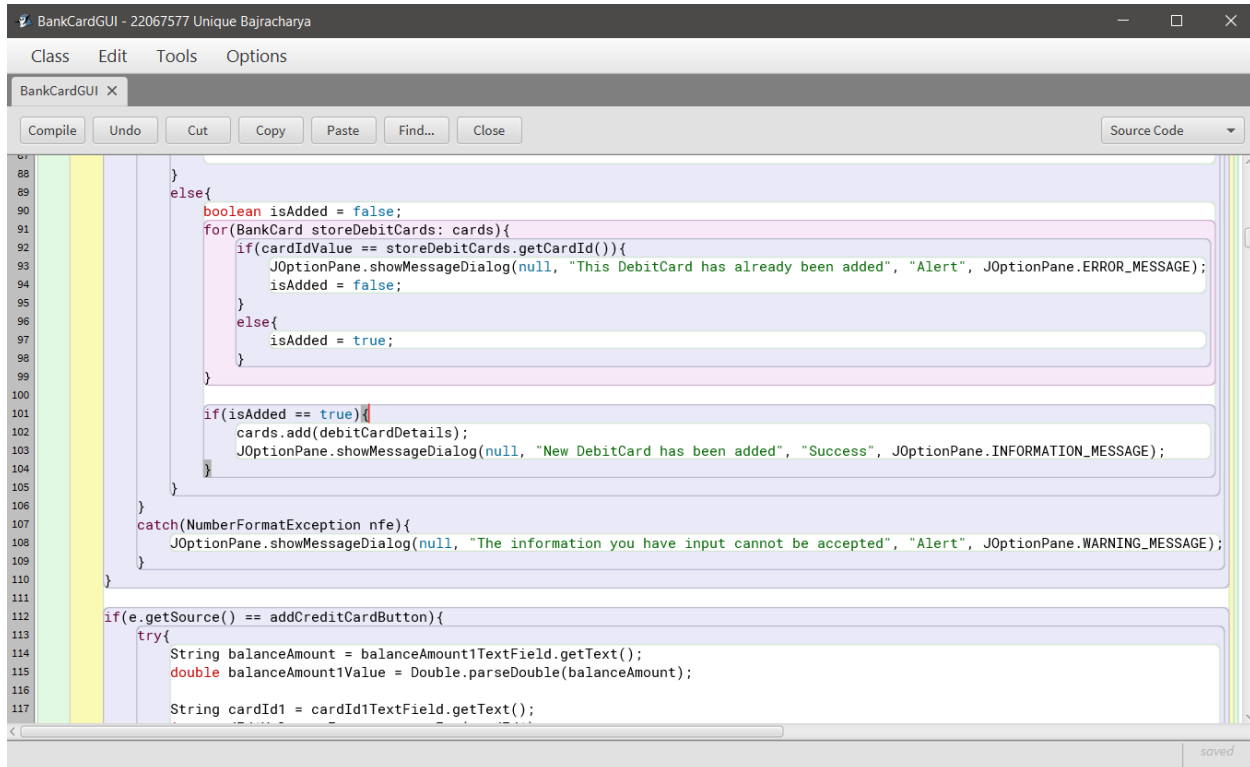 BankCardGUI - 22067577 Unique Bajracharya
Class Edit Tools Options
BankCardGUI
Compile Undo Cut Copy Paste Find... Close Source Code
87
88 }
89 else{
90 boolean isAdded = false;
91 for(BankCard storeDebitCards: cards){
92 if(cardIdValue == storeDebitCards.getCardId()){
93 JOptionPane.showMessageDialog(null, "This DebitCard has already been added", "Alert", JOptionPane.ERROR_MESSAGE);
94 isAdded = false;
95 }
96 else{
97 isAdded = true;
98 }
99 }
100
101 if(isAdded == true){
102 cards.add(debitCardDetails);
103 JOptionPane.showMessageDialog(null, "New DebitCard has been added", "Success", JOptionPane.INFORMATION_MESSAGE);
104 }
105 }
106 }
107 catch(NumberFormatException nfe){
108 JOptionPane.showMessageDialog(null, "The information you have input cannot be accepted", "Alert", JOptionPane.WARNING_MESSAGE);
109 }
110 }
111
112 if(e.getSource() == addCreditCardButton){
113 try{
114 String balanceAmount = balanceAmount1TextField.getText();
115 double balanceAmount1Value = Double.parseDouble(balanceAmount);
116
117 String cardId1 = cardId1TextField.getText();
saved